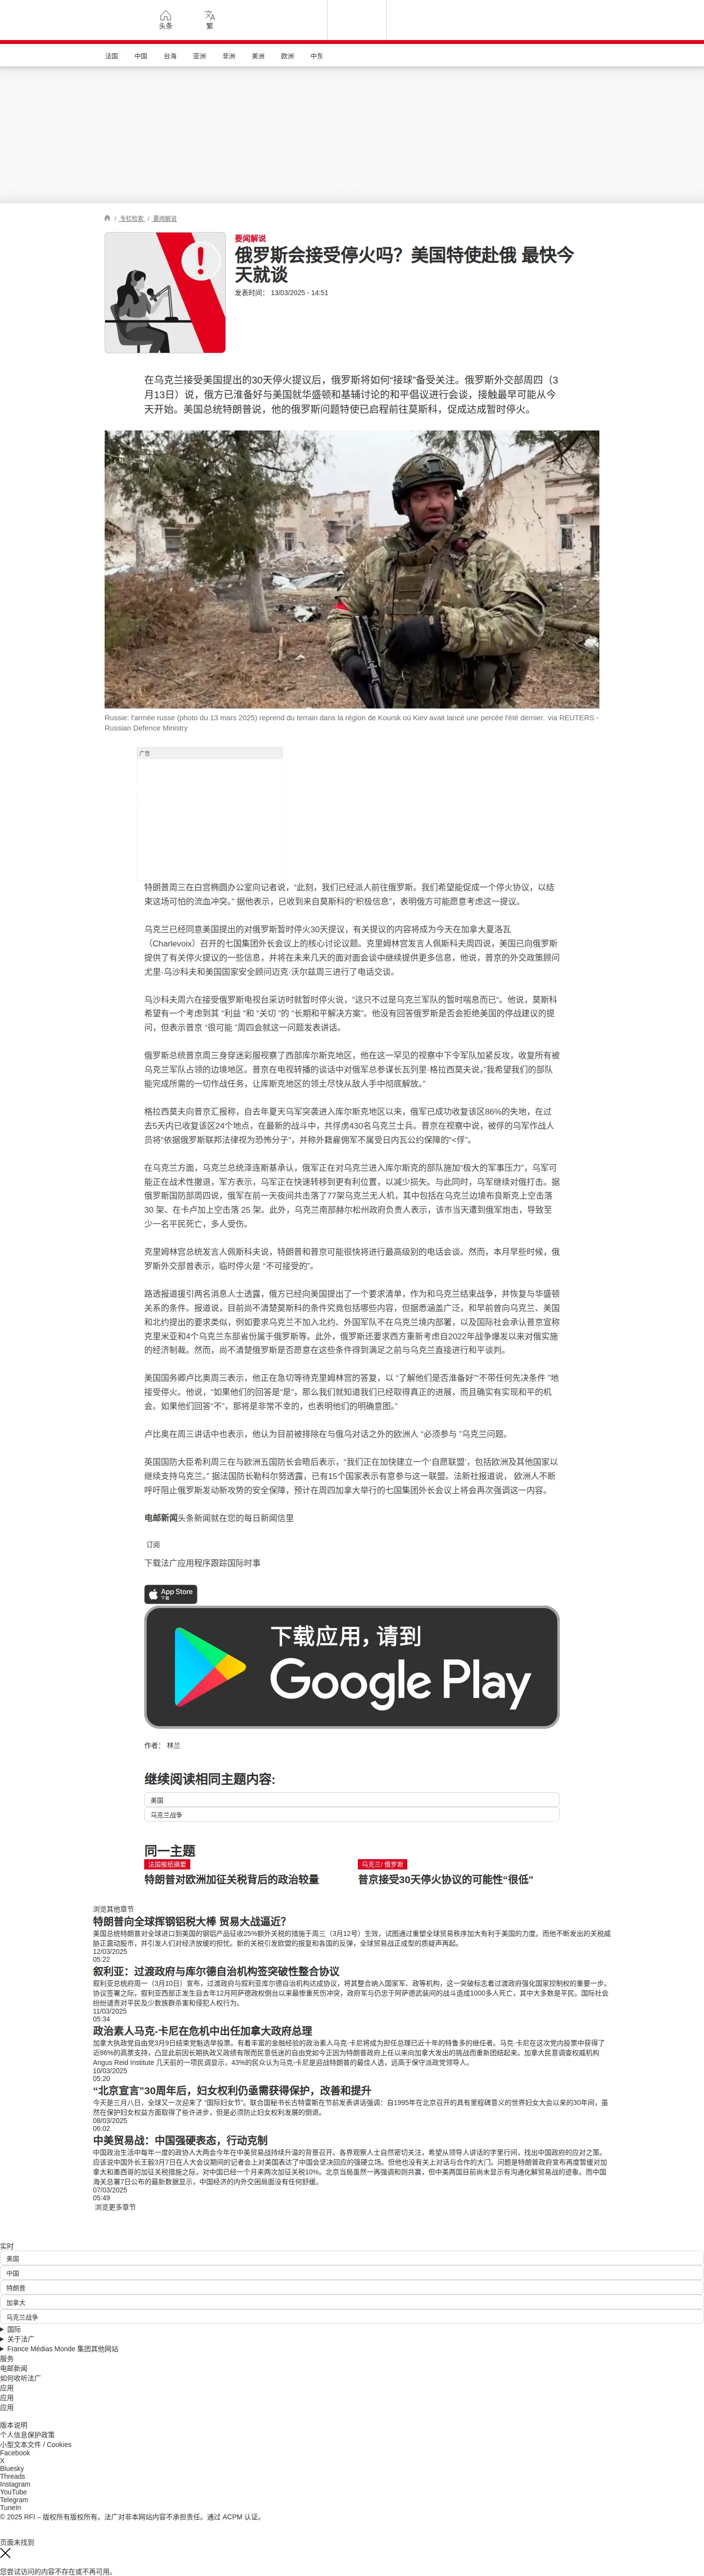 头条
繁
法国
中国
台海
亚洲
非洲
美洲
欧洲
中东
/ 专栏检索 / 要闻解说
要闻解说
俄罗斯会接受停火吗？美国特使赴俄 最快今
天就谈
发表时间： 13/03/2025 - 14:51
在乌克兰接受美国提出的30天停火提议后，俄罗斯将如何“接球”备受关注。俄罗斯外交部周四（3
月13日）说，俄方已准备好与美国就华盛顿和基辅讨论的和平倡议进行会谈，接触最早可能从今
天开始。美国总统特朗普说，他的俄罗斯问题特使已启程前往莫斯科，促成达成暂时停火。
Russie: l'armée russe (photo du 13 mars 2025) reprend du terrain dans la région de Koursk où Kiev avait lancé une percée l'été dernier. via REUTERS -
Russian Defence Ministry
广告
特朗普周三在白宫椭圆办公室向记者说，“此刻，我们已经派人前往俄罗斯。我们希望能促成一个停火协议，以结
束这场可怕的流血冲突。” 据他表示，已收到来自莫斯科的“积极信息”，表明俄方可能愿意考虑这一提议。
乌克兰已经同意美国提出的对俄罗斯暂时停火30天提议，有关提议的内容将成为今天在加拿大夏洛瓦
（Charlevoix）召开的七国集团外长会议上的核心讨论议题。克里姆林宫发言人佩斯科夫周四说，美国已向俄罗斯
提供了有关停火提议的一些信息，并将在未来几天的面对面会谈中继续提供更多信息，他说，普京的外交政策顾问
尤里·乌沙科夫和美国国家安全顾问迈克·沃尔兹周三进行了电话交谈。
乌沙科夫周六在接受俄罗斯电视台采访时就暂时停火说，“这只不过是乌克兰军队的暂时喘息而已”。他说，莫斯科
希望有一个考虑到其 “利益 ”和 “关切 ”的 “长期和平解决方案”。他没有回答俄罗斯是否会拒绝美国的停战建议的提
问，但表示普京 “很可能 ”周四会就这一问题发表讲话。
俄罗斯总统普京周三身穿迷彩服视察了西部库尔斯克地区，他在这一罕见的视察中下令军队加紧反攻，收复所有被
乌克兰军队占领的边境地区。普京在电视转播的谈话中对俄军总参谋长瓦列里·格拉西莫夫说，“我希望我们的部队
能完成所需的一切作战任务，让库斯克地区的领土尽快从敌人手中彻底解放。”
格拉西莫夫向普京汇报称，自去年夏天乌军突袭进入库尔斯克地区以来，俄军已成功收复该区86%的失地，在过
去5天内已收复该区24个地点，在最新的战斗中，共俘虏430名乌克兰士兵。普京在视察中说，被俘的乌军作战人
员将“依据俄罗斯联邦法律视为恐怖分子”，并称外籍雇佣军不属受日内瓦公约保障的“<俘”。
在乌克兰方面，乌克兰总统泽连斯基承认，俄军正在对乌克兰进入库尔斯克的部队施加“极大的军事压力”，乌军可
能正在战术性撤退，军方表示，乌军正在快速转移到更有利位置，以减少损失。与此同时，乌军继续对俄打击。据
俄罗斯国防部周四说，俄军在前一天夜间共击落了77架乌克兰无人机，其中包括在乌克兰边境布良斯克上空击落
30 架、在卡卢加上空击落 25 架。此外，乌克兰南部赫尔松州政府负责人表示，该市当天遭到俄军炮击，导致至
少一名平民死亡，多人受伤。
克里姆林宫总统发言人佩斯科夫说，特朗普和普京可能很快将进行最高级别的电话会谈。然而，本月早些时候，俄
罗斯外交部曾表示，临时停火是 “不可接受的”。
路透报道援引两名消息人士透露，俄方已经向美国提出了一个要求清单，作为和乌克兰结束战争，并恢复与华盛顿
关系的条件。报道说，目前尚不清楚莫斯科的条件究竟包括哪些内容，但据悉涵盖广泛，和早前曾向乌克兰、美国
和北约提出的要求类似，例如要求乌克兰不加入北约、外国军队不在乌克兰境内部署，以及国际社会承认普京宣称
克里米亚和4个乌克兰东部省份属于俄罗斯等。此外，俄罗斯还要求西方重新考虑自2022年战争爆发以来对俄实施
的经济制裁。然而，尚不清楚俄罗斯是否愿意在这些条件得到满足之前与乌克兰直接进行和平谈判。
美国国务卿卢比奥周三表示，他正在急切等待克里姆林宫的答复，以 “了解他们是否准备好”“不带任何先决条件 ”地
接受停火。他说，“如果他们的回答是“是”，那么我们就知道我们已经取得真正的进展，而且确实有实现和平的机
会。如果他们回答“不”，那将是非常不幸的，也表明他们的明确意图。”
卢比奥在周三讲话中也表示，他认为目前被排除在与俄乌对话之外的欧洲人 “必须参与 ”乌克兰问题。
英国国防大臣希利周三在与欧洲五国防长会晤后表示，“我们正在加快建立一个‘自愿联盟’，包括欧洲及其他国家以
继续支持乌克兰。” 据法国防长勒科尔努透露，已有15个国家表示有意参与这一联盟。法新社报道说， 欧洲人不断
呼吁阻止俄罗斯发动新攻势的安全保障，预计在周四加拿大举行的七国集团外长会议上将会再次强调这一内容。
电邮新闻头条新闻就在您的每日新闻信里
订阅
下载法广应用程序跟踪国际时事
App Store
下载
下载应用，请到
Google Play
作者： 林兰
继续阅读相同主题内容:
美国
乌克兰战争
同一主题
法国报纸摘要
特朗普对欧洲加征关税背后的政治较量
乌克兰/ 俄罗斯
普京接受30天停火协议的可能性“很低”
浏览其他章节
特朗普向全球挥钢铝税大棒 贸易大战逼近？
美国总统特朗普对全球进口到美国的钢铝产品征收25%额外关税的措施于周三（3月12号）生效，试图通过重塑全球贸易秩序加大有利于美国的力度。而他不断发出的关税威
胁正震动股市，并引发人们对经济放缓的担忧。新的关税引发欧盟的报复和各国的反弹，全球贸易战正成型的质疑声再起。
12/03/2025
05:22
叙利亚：过渡政府与库尔德自治机构签突破性整合协议
叙利亚总统府周一（3月10日）宣布，过渡政府与叙利亚库尔德自治机构达成协议，将其整合纳入国家军、政等机构，这一突破标志着过渡政府强化国家控制权的重要一步。
协议签署之际，叙利亚西部正发生自去年12月阿萨德政权倒台以来最惨重死伤冲突，政府军与仍忠于阿萨德武装间的战斗造成1000多人死亡，其中大多数是平民。国际社会
纷纷谴责对平民及少数族群杀害和侵犯人权行为。
11/03/2025
05:34
政治素人马克-卡尼在危机中出任加拿大政府总理
加拿大执政党自由党3月9日结束党魁选举投票。有着丰富的金融经验的政治素人马克·卡尼将成为担任总理已近十年的特鲁多的继任者。马克·卡尼在这次党内投票中获得了
近86%的高票支持，凸显此前因长期执政又政绩有限而民意低迷的自由党如今正因为特朗普政府上任以来向加拿大发出的挑战而重新团结起来。加拿大民意调查权威机构
Angus Reid Institute 几天前的一项民调显示，43%的民众认为马克·卡尼是迎战特朗普的最佳人选，远高于保守派政党领导人。
10/03/2025
05:20
“北京宣言”30周年后，妇女权利仍亟需获得保护，改善和提升
今天是三月八日，全球又一次迎来了 “国际妇女节”。联合国秘书长古特雷斯在节前发表讲话强调：自1995年在北京召开的具有里程碑意义的世界妇女大会以来的30年间，虽
然在保护妇女权益方面取得了些许进步，但是必须防止妇女权利发展的倒退。
08/03/2025
06:02
中美贸易战：中国强硬表态，行动克制
中国政治生活中每年一度的政协人大两会今年在中美贸易战持续升温的背景召开。各界观察人士自然密切关注，希望从领导人讲话的字里行间，找出中国政府的应对之策。
应该说中国外长王毅3月7日在人大会议期间的记者会上对美国表达了中国会坚决回应的强硬立场。但他也没有关上对话与合作的大门。问题是特朗普政府宣布再度暂缓对加
拿大和墨西哥的加征关税措施之际，对中国已经一个月来两次加征关税10%。北京当局虽然一再强调和则共赢，但中美两国目前尚未显示有沟通化解贸易战的迹象。而中国
海关总署7日公布的最新数据显示，中国经济的内外交困局面没有任何舒缓。
07/03/2025
05:49
浏览更多章节
实时
美国
中国
特朗普
加拿大
乌克兰战争
国际
关于法广
France Médias Monde 集团其他网站
服务
电邮新闻
如何收听法广
应用
应用
应用
版本说明
个人信息保护政策
小型文本文件 / Cookies
Facebook
X
Bluesky
Threads
Instagram
YouTube
Telegram
TuneIn
© 2025 RFI – 版权所有版权所有。法广对非本网站内容不承担责任。通过 ACPM 认证。
页面未找到
您尝试访问的内容不存在或不再可用。